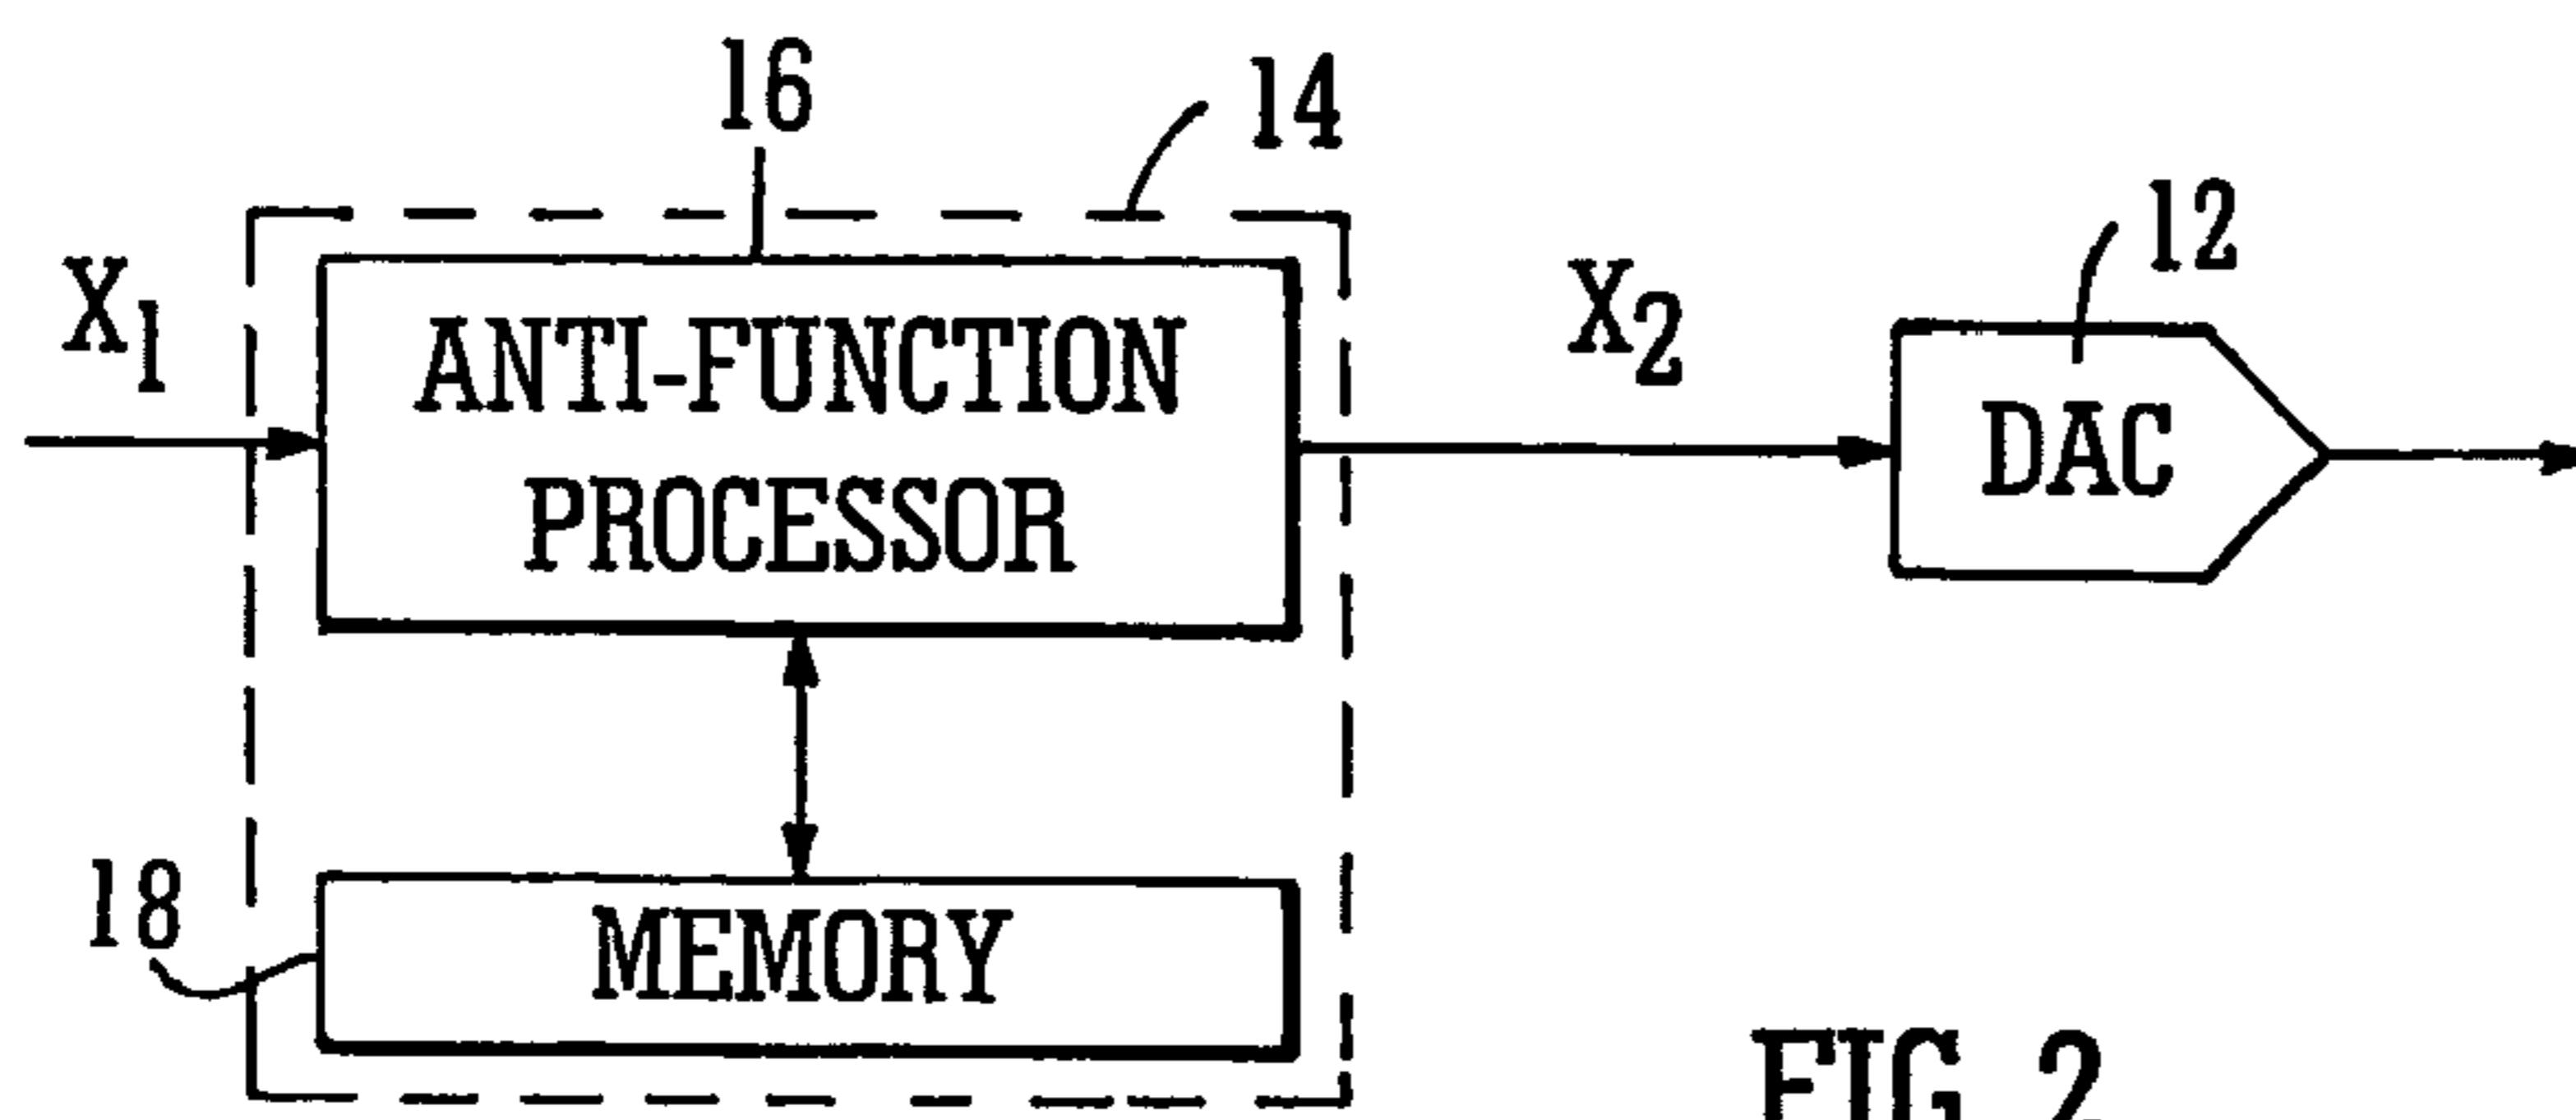 16
14
12
X1
X2
ANTI-FUNCTION
PROCESSOR
DAC
18
MEMORY
FIG 2